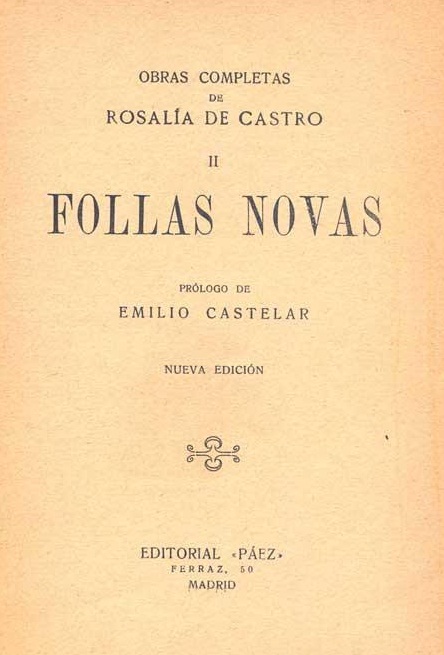 OBRAS COMPLETAS
DE
ROSALÍA DE CASTRO
II
FOLLAS NOVAS
PRÓLOGO DE
EMILIO CASTELAR
NUEVA EDICIÓN
EDITORIAL «PÁEZ»
FERRAZ, 50
MADRID